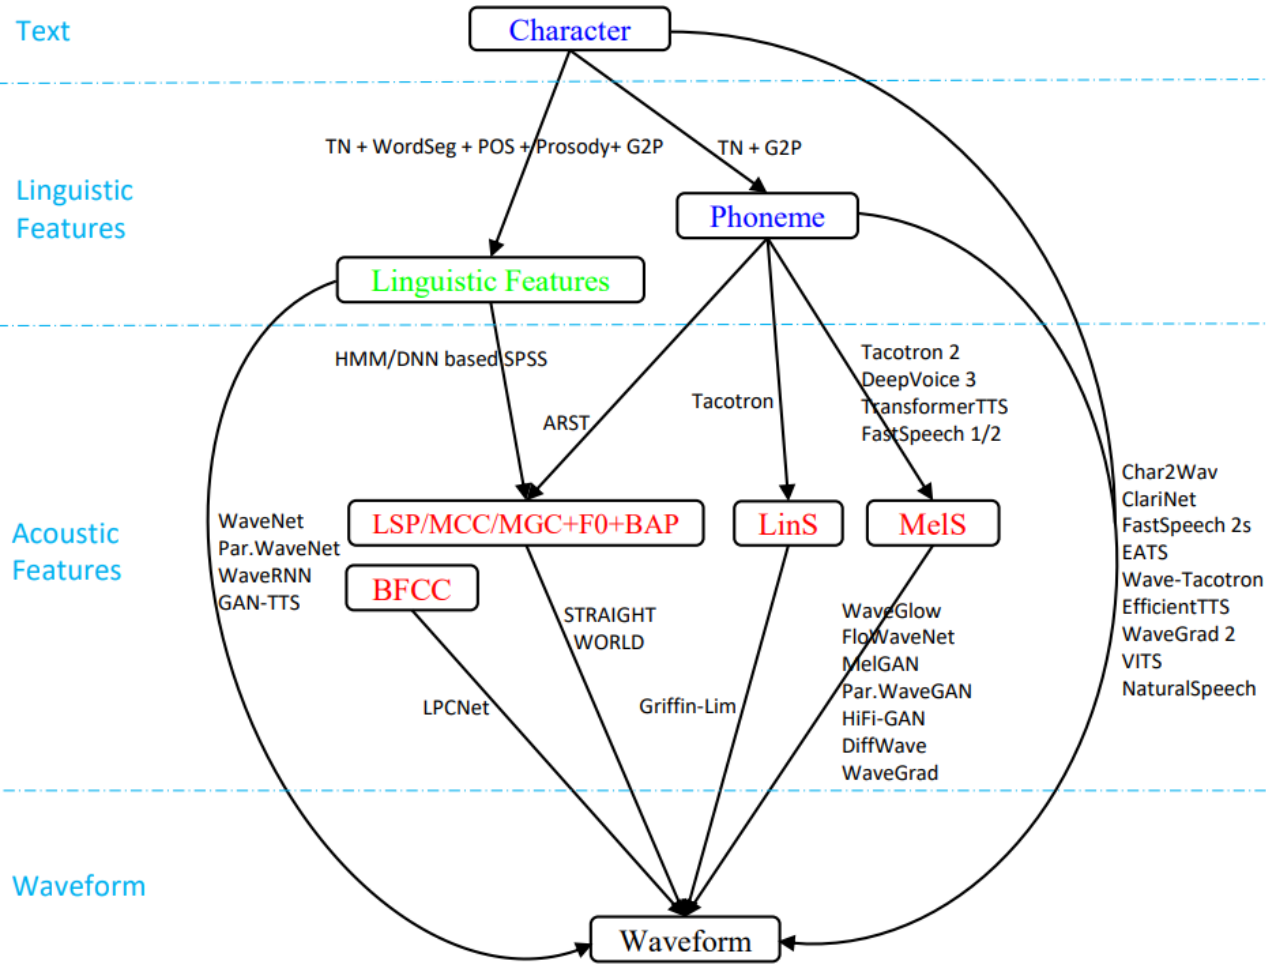 Text
Character
TN + WordSeg + POS + Prosody+ G2P
TN + G2P
Linguistic
Features
Phoneme
Linguistic Features
HMM/DNN based SPSS
ARST
Tacotron
Tacotron 2
DeepVoice 3
TransformerTTS
FastSpeech 1/2
Acoustic
Features
WaveNet
Par.WaveNet
WaveRNN
GAN-TTS
LSP/MCC/MGC+F0+BAP
LinS
MelS
BFCC
Char2Wav
ClariNet
FastSpeech 2s
EATS
Wave-Tacotron
EfficientTTS
WaveGrad 2
VITS
NaturalSpeech
STRAIGHT
WORLD
LPCNet
Griffin-Lim
WaveGlow
FloWaveNet
MelGAN
Par.WaveGAN
HiFi-GAN
DiffWave
WaveGrad
Waveform
Waveform